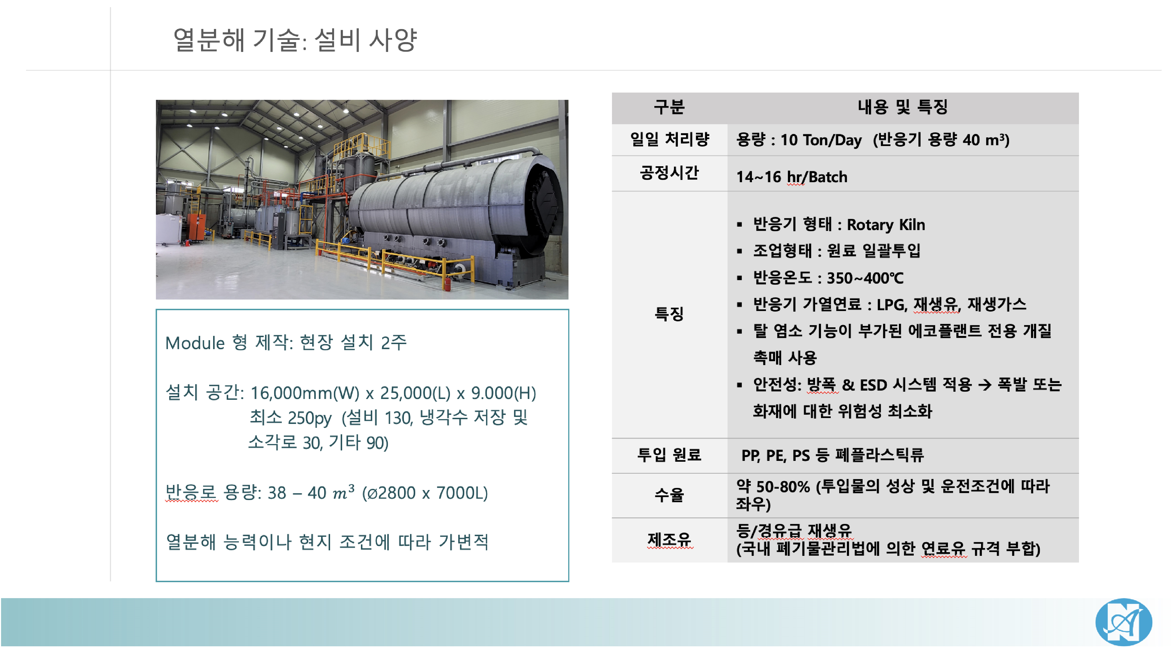 열분해 기술: 설비 사양
Module 형 제작: 현장 설치 2주
설치 공간: 16,000mm(W) x 25,000(L) x 9.000(H)
최소 250py (설비 130, 냉각수 저장 및
소각로 30, 기타 90)
반응로 용량: 38 – 40 m³ (∅2800 x 7000L)
열분해 능력이나 현지 조건에 따라 가변적
구분 내용 및 특징
일일 처리량 용량 : 10 Ton/Day (반응기 용량 40 m³)
공정시간 14~16 hr/Batch
특징
▪ 반응기 형태 : Rotary Kiln
▪ 조업형태 : 원료 일괄투입
▪ 반응온도 : 350~400℃
▪ 반응기 가열연료 : LPG, 재생유, 재생가스
▪ 탈 염소 기능이 부가된 에코플랜트 전용 개질
촉매 사용
▪ 안전성: 방폭 & ESD 시스템 적용 → 폭발 또는
화재에 대한 위험성 최소화
투입 원료 PP, PE, PS 등 폐플라스틱류
수율 약 50-80% (투입물의 성상 및 운전조건에 따라
좌우)
제조유 등/경유급 재생유
(국내 폐기물관리법에 의한 연료유 규격 부합)